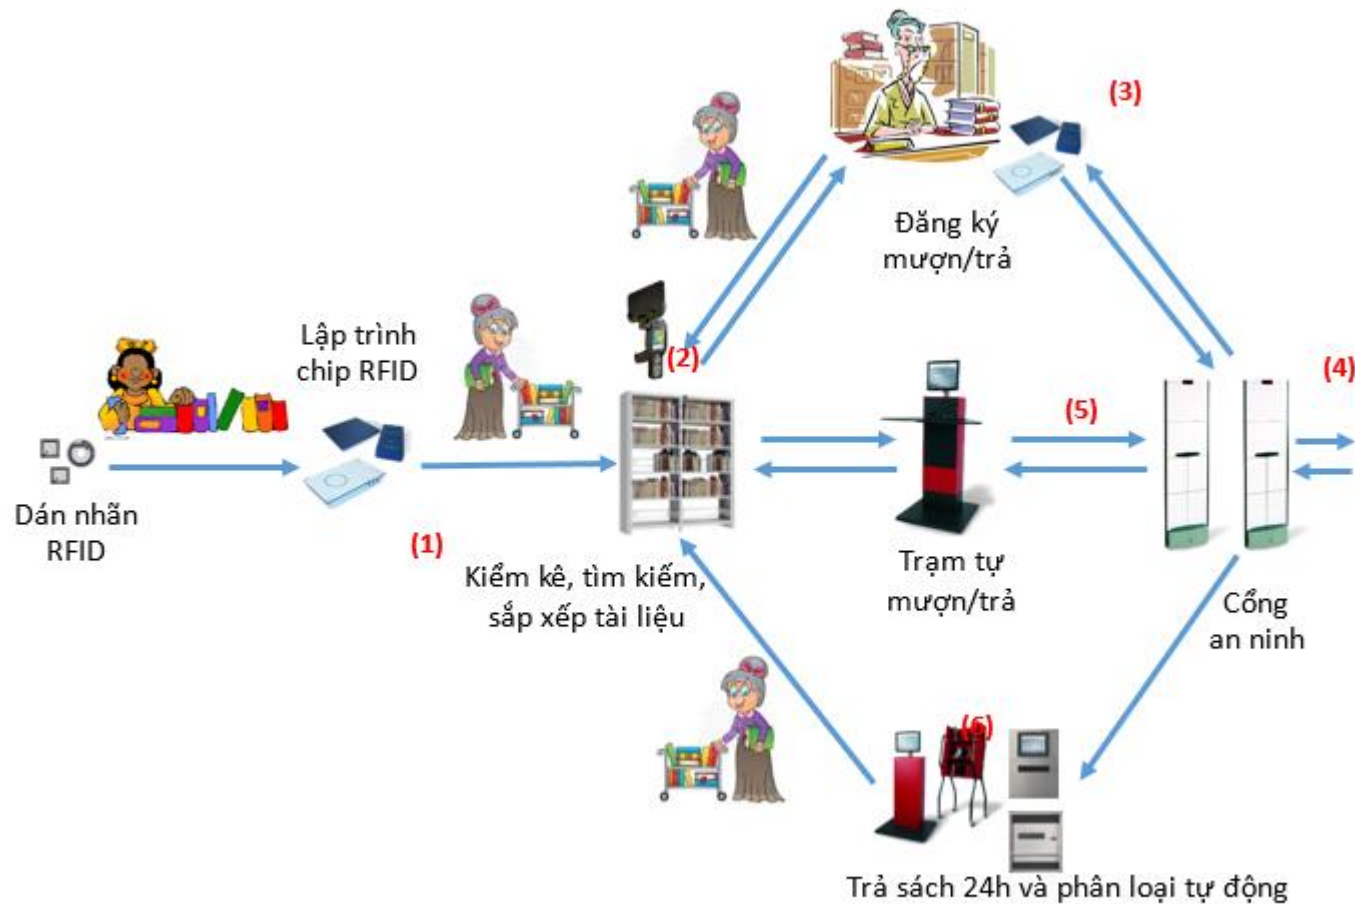 (3)
Đăng ký
mượn/trả
Lập trình
chip RFID
(2)
(4)
(5)
Dán nhãn
RFID
(1)
Kiểm kê, tìm kiếm,
sắp xếp tài liệu
Trạm tự
mượn/trả
Cổng
an ninh
(6)
Trả sách 24h và phân loại tự động